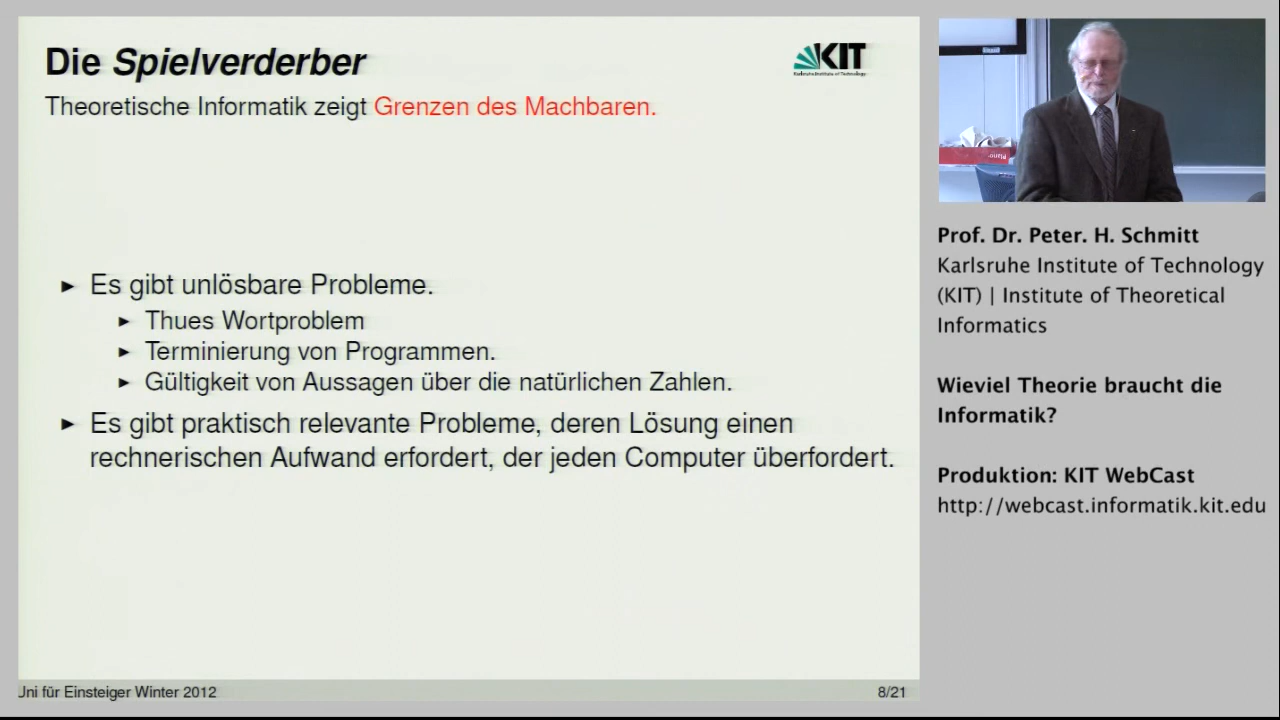 Die Spielverderber
KIT
Karlsruhe Institute of Technology
Theoretische Informatik zeigt Grenzen des Machbaren.
► Es gibt unlösbare Probleme.
► Thues Wortproblem
► Terminierung von Programmen.
► Gültigkeit von Aussagen über die natürlichen Zahlen.
► Es gibt praktisch relevante Probleme, deren Lösung einen
rechnerischen Aufwand erfordert, der jeden Computer überfordert.
Uni für Einsteiger Winter 2012
8/21
Prof. Dr. Peter. H. Schmitt
Karlsruhe Institute of Technology
(KIT) | Institute of Theoretical
Informatics
Wieviel Theorie braucht die
Informatik?
Produktion: KIT WebCast
http://webcast.informatik.kit.edu